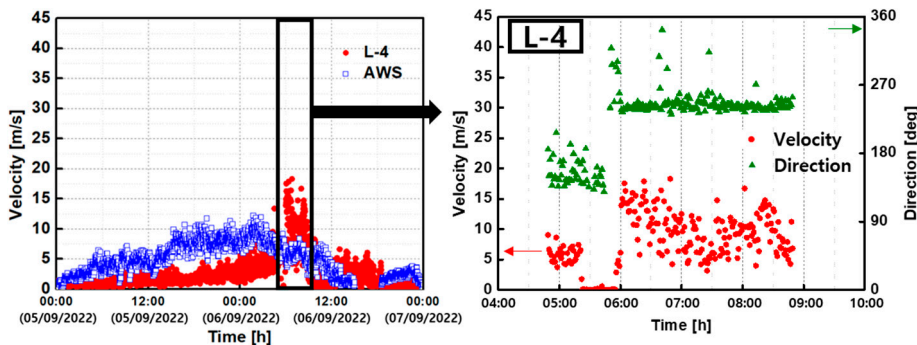 45
40
35
30
25
20
15
10
5
0
Velocity [m/s]
L-4
AWS
00:00 12:00 00:00 12:00 00:00
(05/09/2022) (05/09/2022) (06/09/2022) (06/09/2022) (07/09/2022)
Time [h]
45
40
35
30
25
20
15
10
5
0
Velocity [m/s]
L-4
Velocity
Direction
360
270
180
90
0
Direction [deg]
04:00 05:00 06:00 07:00 08:00 09:00 10:00
Time [h]